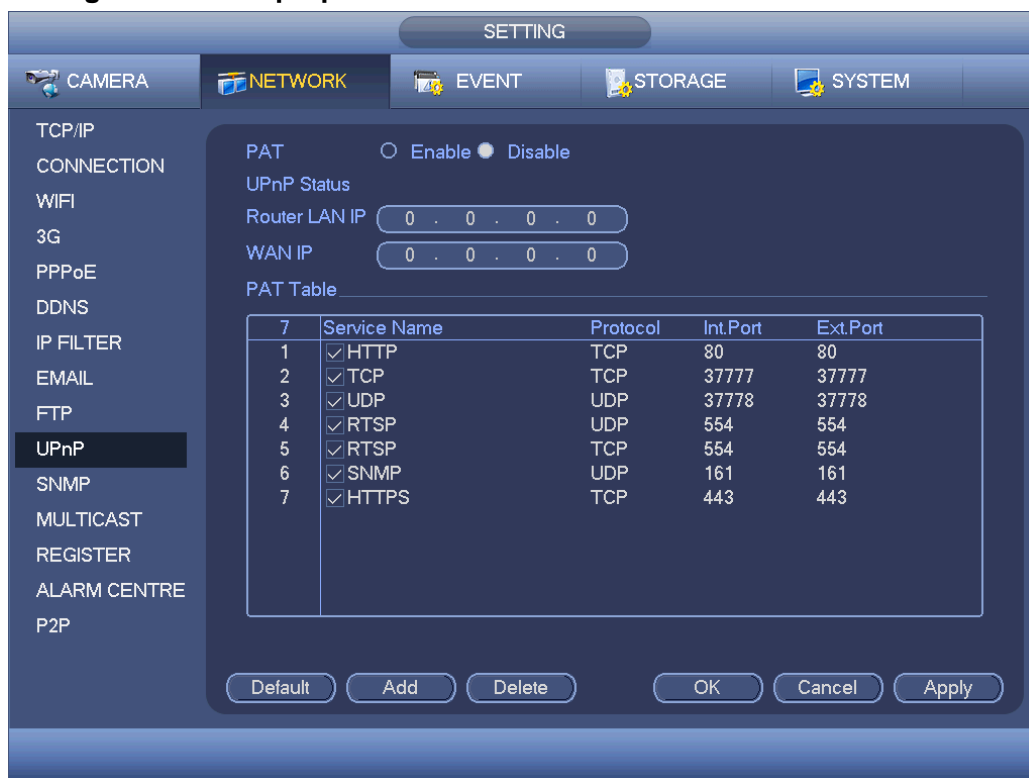 SETTING
CAMERA NETWORK EVENT STORAGE SYSTEM
TCP/IP
CONNECTION
WIFI
3G
PPPoE
DDNS
IP FILTER
EMAIL
FTP
UPnP
SNMP
MULTICAST
REGISTER
ALARM CENTRE
P2P
PAT Enable Disable
UPnP Status
Router LAN IP 0 . 0 . 0 . 0
WAN IP 0 . 0 . 0 . 0
PAT Table
7 Service Name Protocol Int.Port Ext.Port
1 HTTP TCP 80 80
2 TCP TCP 37777 37777
3 UDP UDP 37778 37778
4 RTSP UDP 554 554
5 RTSP TCP 554 554
6 SNMP UDP 161 161
7 HTTPS TCP 443 443
Default Add Delete OK Cancel Apply